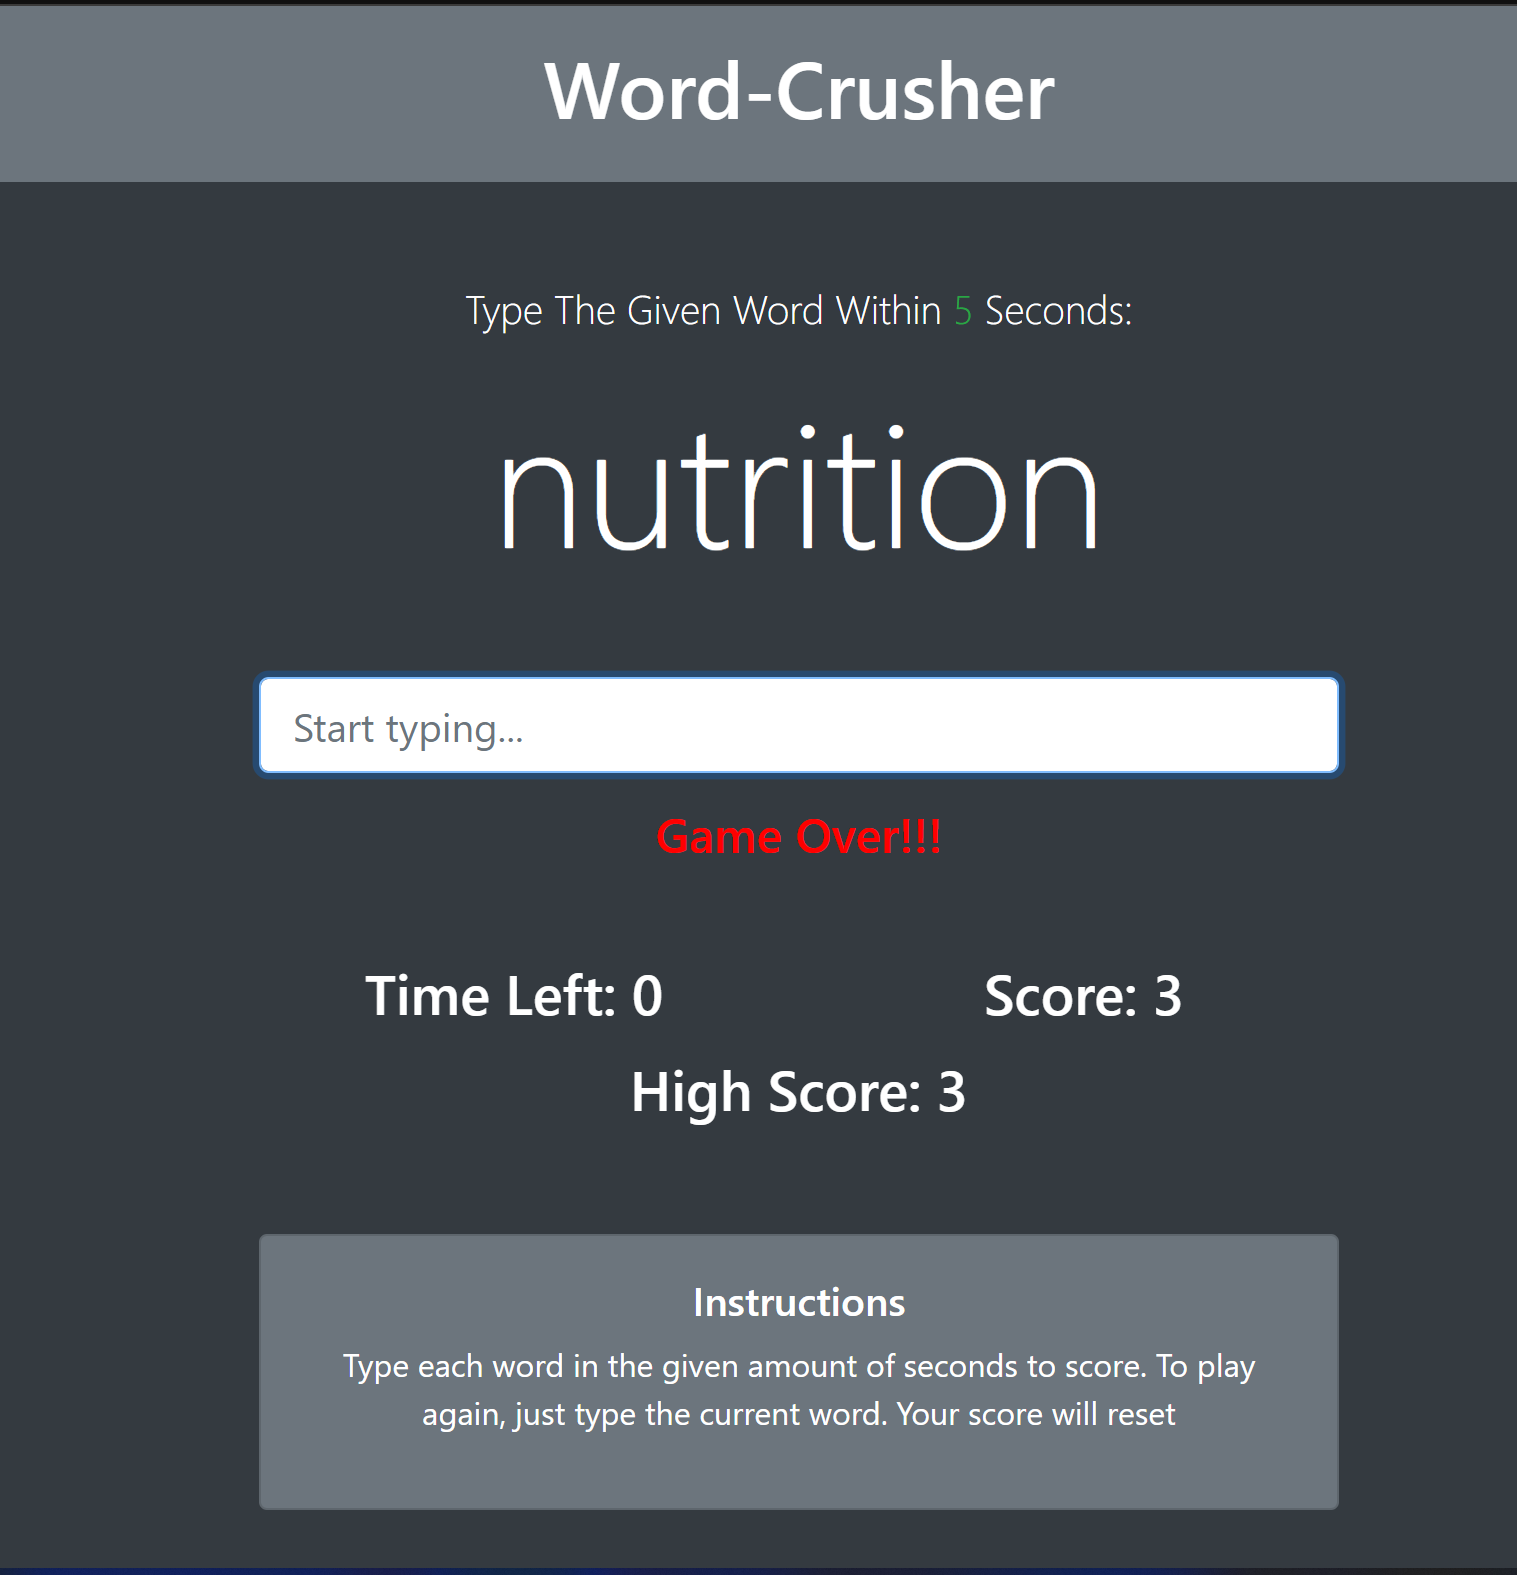 Word-Crusher
Type The Given Word Within 5 Seconds:
nutrition
Start typing...
Game Over!!!
Time Left: 0
Score: 3
High Score: 3
Instructions
Type each word in the given amount of seconds to score. To play
again, just type the current word. Your score will reset